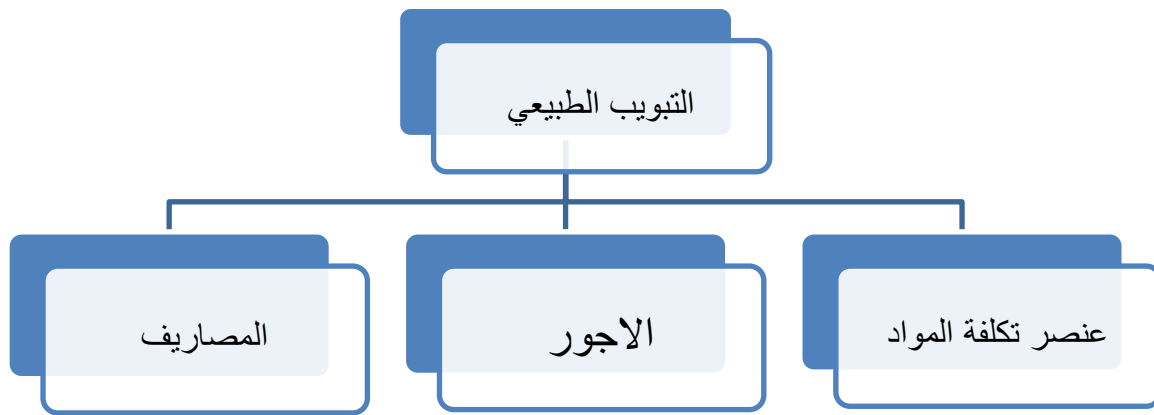 التبويب الطبيعي
عنصر تكلفة المواد
الاجور
المصاريف